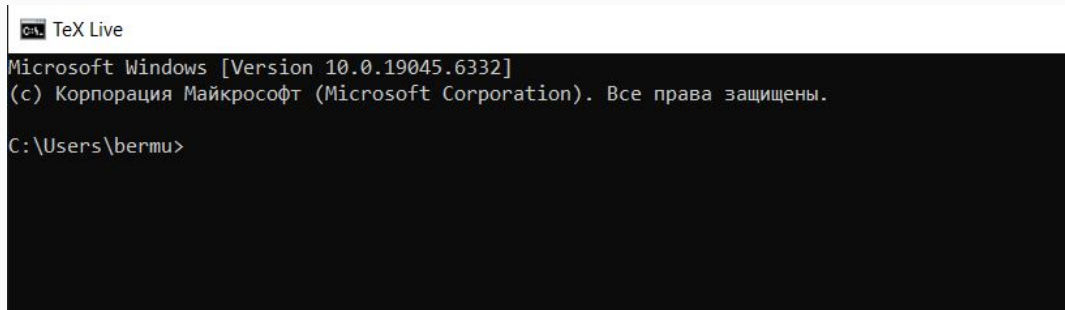 TeX Live
Microsoft Windows [Version 10.0.19045.6332]
(c) Корпорация Майкрософт (Microsoft Corporation). Все права защищены.
C:\Users\bermu>